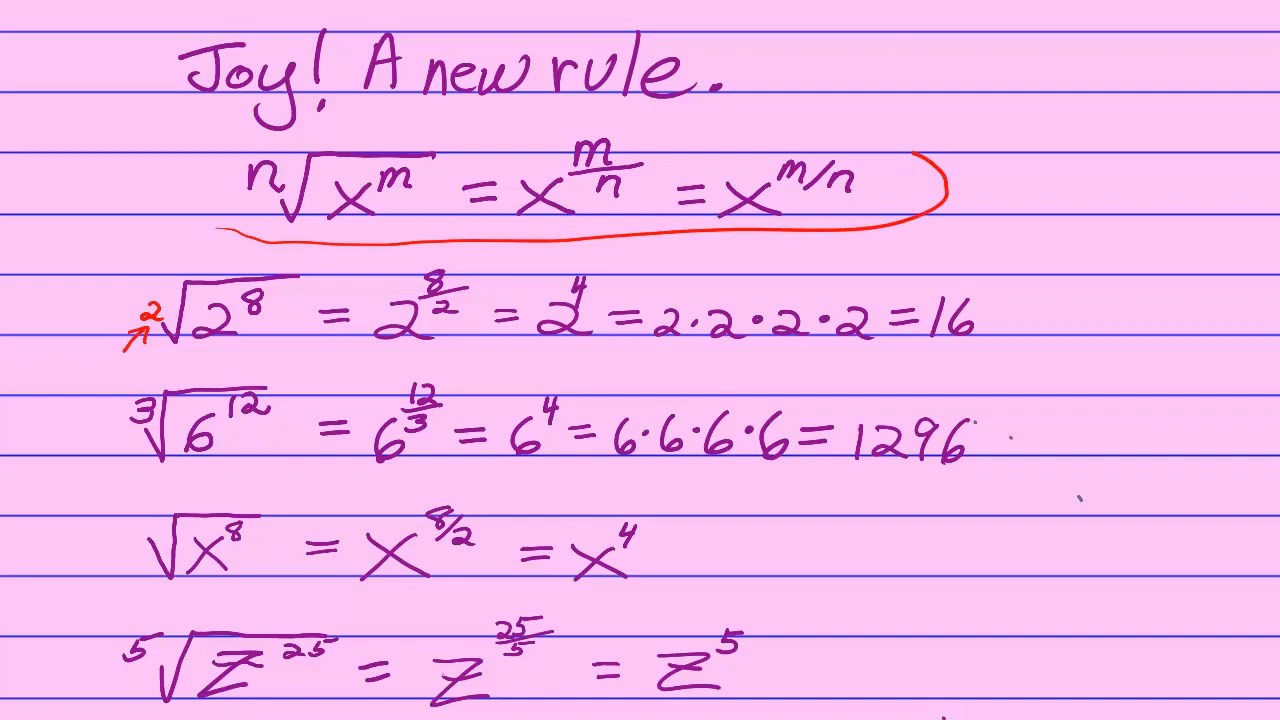 Joy! A new rule.
ⁿ√(x^m) = x^(m/n) = x^(m/n)
²√(2^8) = 2^(8/2) = 2^4 = 2·2·2·2 = 16
³√(6^12) = 6^(12/3) = 6^4 = 6·6·6·6 = 1296
√(x^8) = x^(8/2) = x^4
⁵√(z^25) = z^(25/5) = z^5